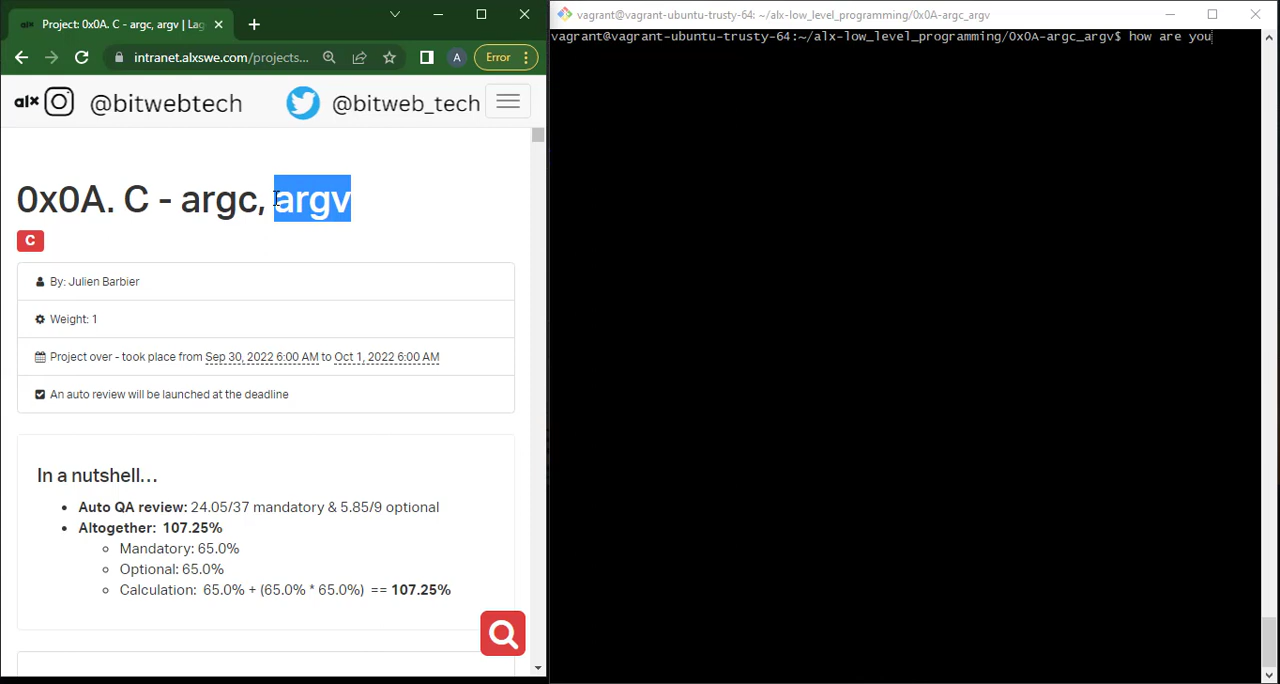 Project: 0x0A. C - argc, argv | Lag
intranet.alxswe.com/projects...
A
Error
alx @bitwebtech @bitweb_tech
0x0A. C - argc, argv
C
By: Julien Barbier
Weight: 1
Project over - took place from Sep 30, 2022 6:00 AM to Oct 1, 2022 6:00 AM
An auto review will be launched at the deadline
In a nutshell…
Auto QA review: 24.05/37 mandatory & 5.85/9 optional
Altogether: 107.25%
Mandatory: 65.0%
Optional: 65.0%
Calculation: 65.0% + (65.0% * 65.0%) == 107.25%
vagrant@vagrant-ubuntu-trusty-64: ~/alx-low_level_programming/0x0A-argc_argv
vagrant@vagrant-ubuntu-trusty-64:~/alx-low_level_programming/0x0A-argc_argv$ how are you